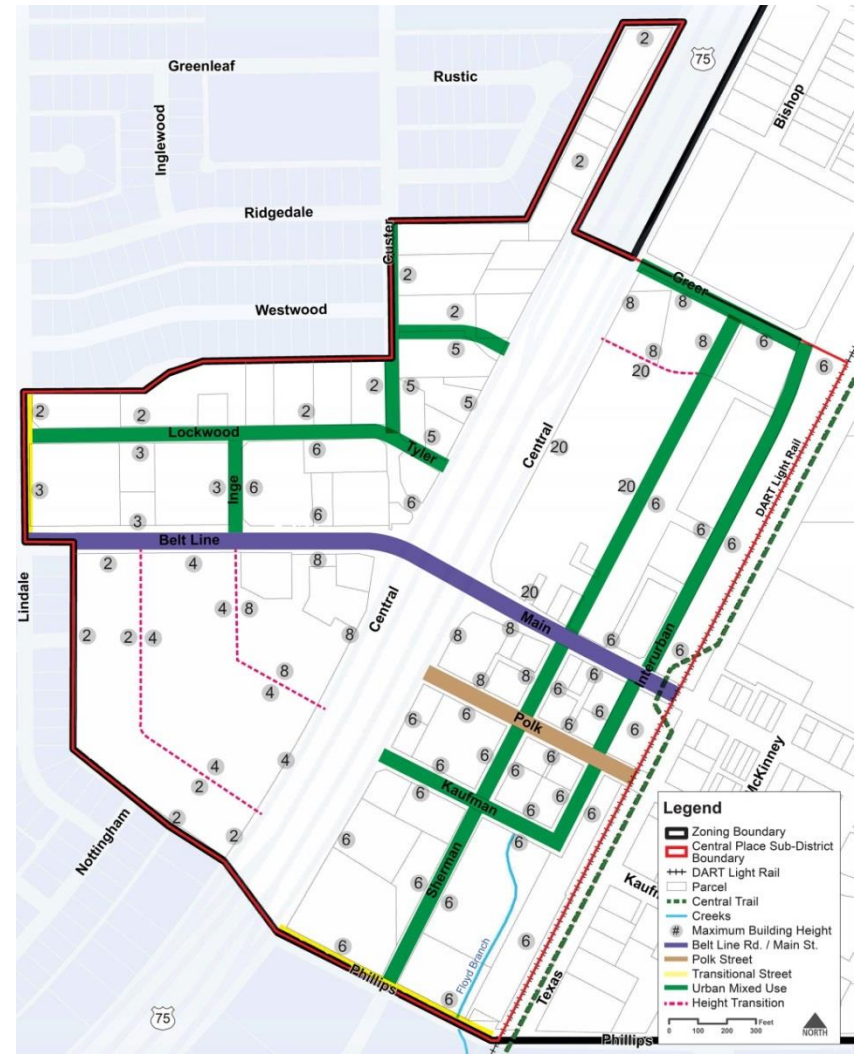 2
75
Greenleaf
Rustic
Bishop
Inglewood
2
Ridgedale
Custer
Westwood
2
2
Greer
8
8
8
6
6
5
8
20
2
2
2
2
5
5
Lockwood
5
Tyler
Central
20
3
6
3
3
Inge
6
20
6
DART Light Rail
3
6
6
6
6
Belt Line
2
4
8
Lindale
4
8
Central
20
Main
2
2
4
8
8
8
6
6
6
Interurban
8
4
8
8
6
6
6
6
6
6
Polk
6
4
4
6
6
6
6
McKinney
2
6
Kaufman
6
6
Nottingham
2
2
6
6
6
Sherman
6
Kaufm
6
6
6
Floyd Branch
6
Phillips
6
Texas
75
Phillips
Legend
Zoning Boundary
Central Place Sub-District
Boundary
DART Light Rail
Parcel
Central Trail
Creeks
# Maximum Building Height
Belt Line Rd. / Main St.
Polk Street
Transitional Street
Urban Mixed Use
Height Transition
Feet
0 100 200 300
NORTH